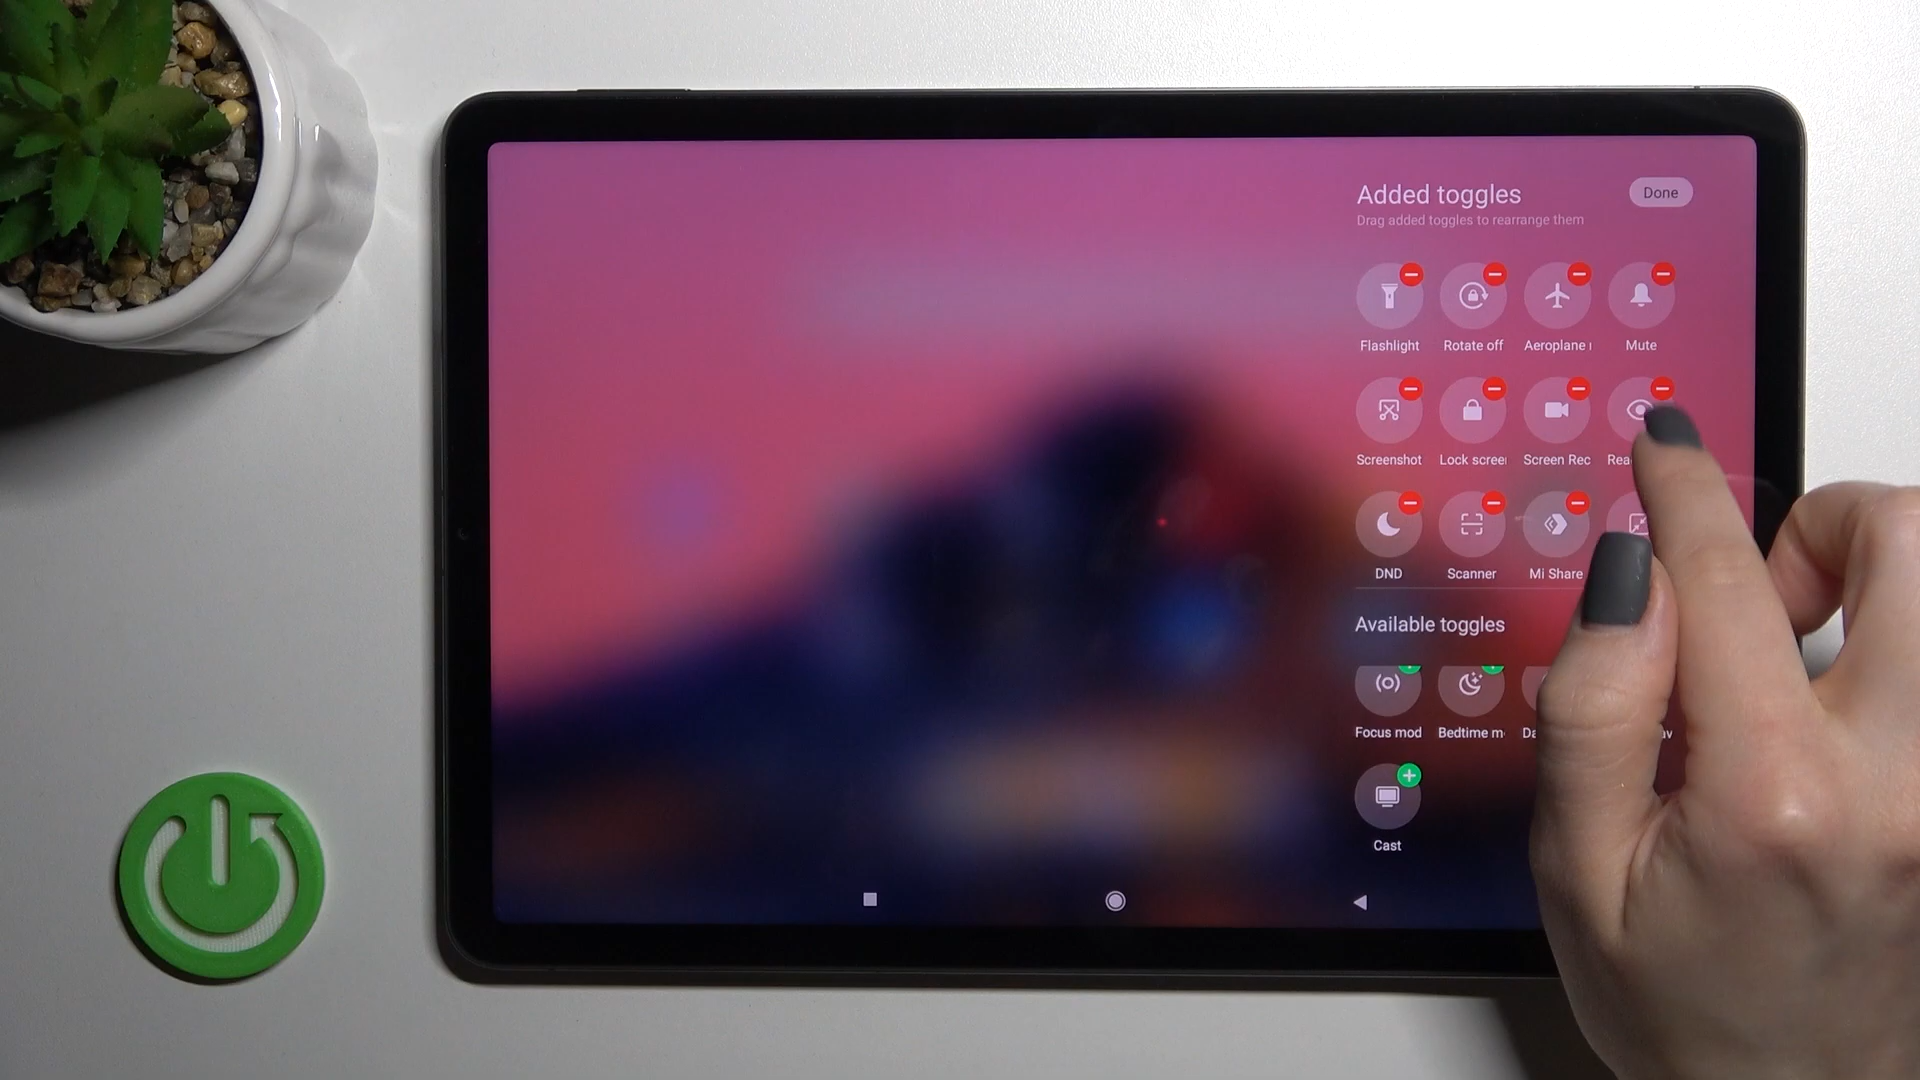 Added toggles
Done
Drag added toggles to rearrange them
Flashlight Rotate off Aeroplane Mute
Screenshot Lock scree Screen Rec Rea
DND Scanner Mi Share
Available toggles
Focus mod Bedtime m Da av
Cast